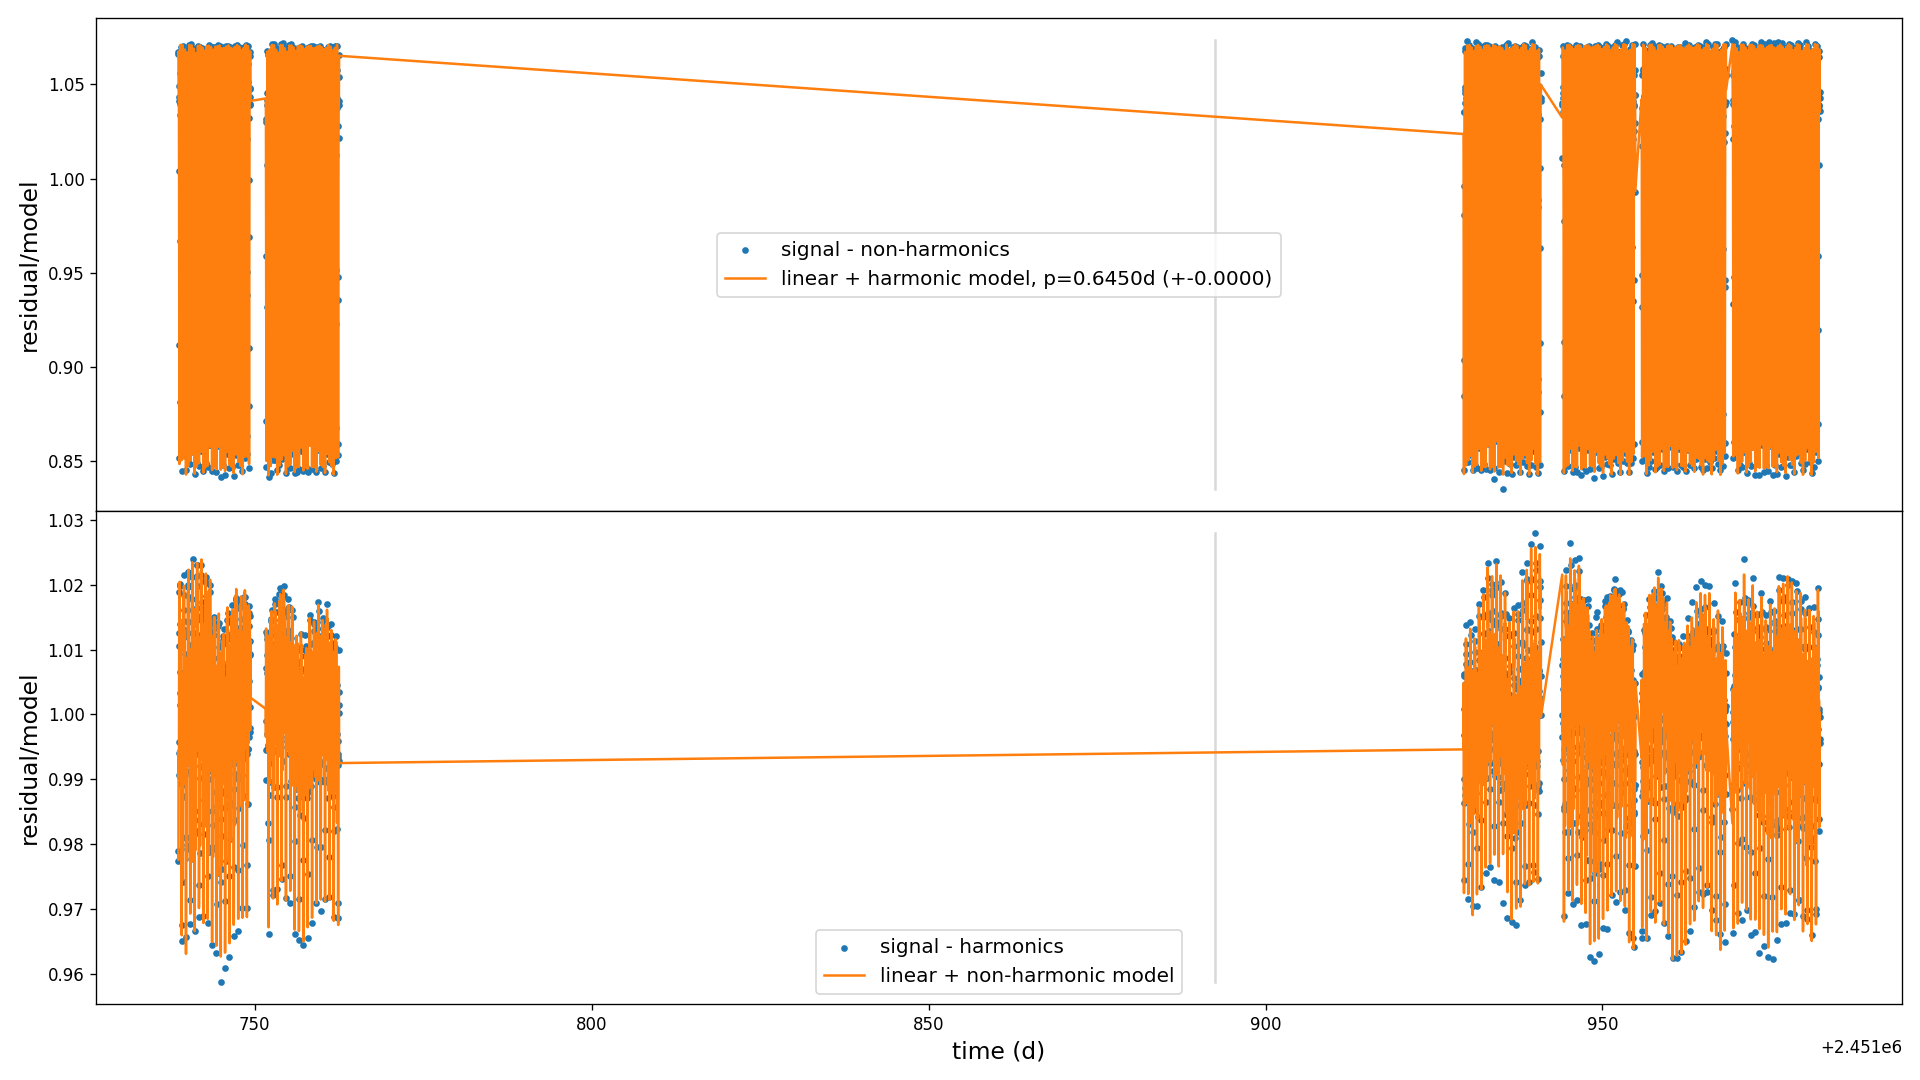 1.05
1.00
0.95
0.90
0.85
residual/model
signal - non-harmonics
linear + harmonic model, p=0.6450d (+-0.0000)
1.03
1.02
1.01
1.00
0.99
0.98
0.97
0.96
residual/model
signal - harmonics
linear + non-harmonic model
750 800 850 900 950
time (d)
+2.451e6